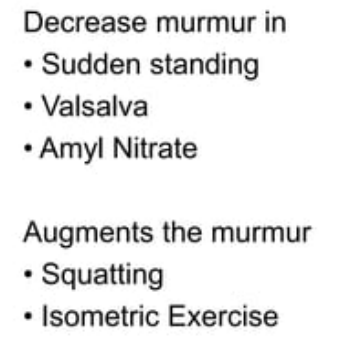 Decrease murmur in
• Sudden standing
• Valsalva
• Amyl Nitrate
Augments the murmur
• Squatting
• Isometric Exercise